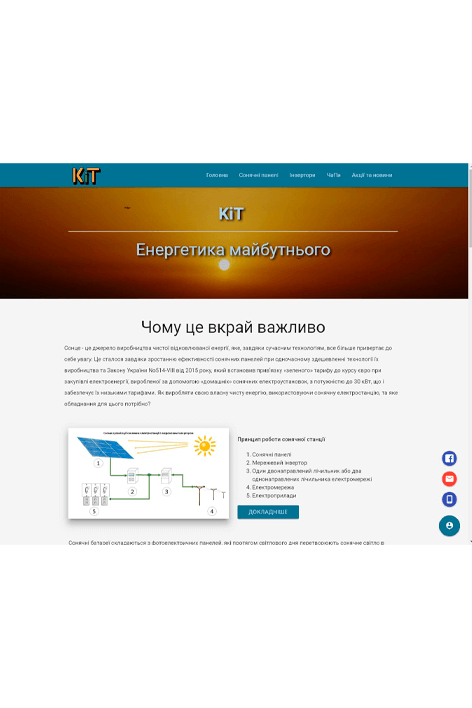 KiT
Головна Сонячні панелі Інвертори ЧаПи Акції та новини
KiT
Енергетика майбутнього
Чому це вкрай важливо
Сонце - це джерело виробництва чистої відновлюваної енергії, яке, завдяки сучасним технологіям, все більше привертає до
себе увагу. Це сталося завдяки зростанню ефективності сонячних панелей при одночасному здешевленні технології їх
виробництва та Закону України №514-VIII від 2015 року, який встановив прив'язку «зеленого» тарифу до курсу євро при
закупівлі електроенергії, виробленої за допомогою «домашніх» сонячних електроустановок, з потужністю до 30 кВт, що і
забезпечує їх низькими тарифами. Як виробляти свою власну чисту енергію, використовуючи сонячну електростанцію, та яке
обладнання для цього потрібно?
Принцип роботи сонячної станції
1. Сонячні панелі
2. Мережевий інвертор
3. Один двонаправлений лічильник або два
однонаправлених лічильника електромережі
4. Електромережа
5. Електроприлади
1
2
3
4
5
ДОКЛАДНІШЕ
Сонячні батареї складаються з фотоелектричних панелей, які протягом світлового дня перетворюють сонячне світло в